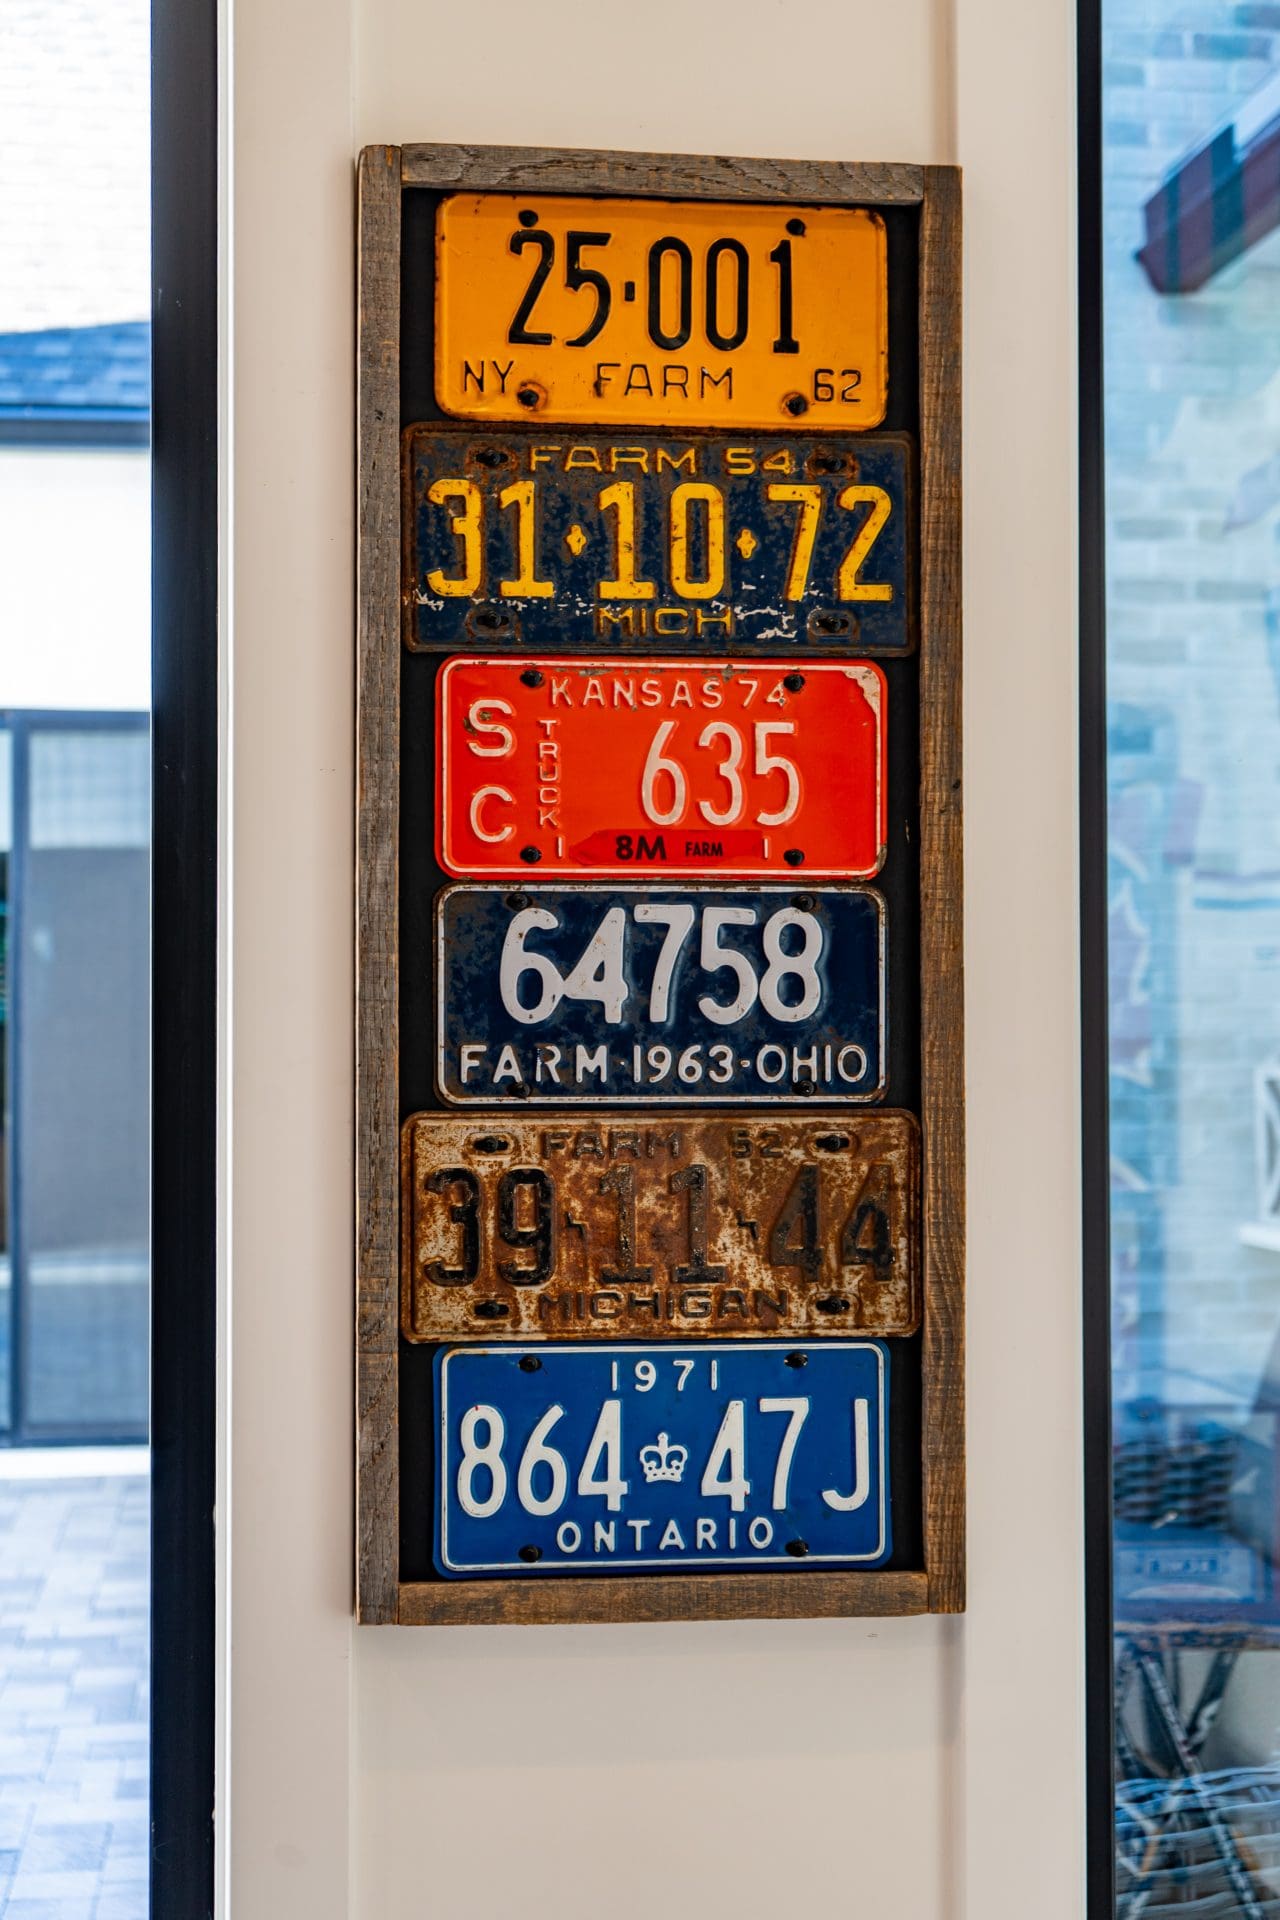 25·001
NY FARM 62
FARM 54
31·10·72
MICH
KANSAS 74
SC TRUCK 635
8M FARM
64758
FARM·1963·OHIO
FARM 52
39-11-44
MICHIGAN
1971
864 47J
ONTARIO